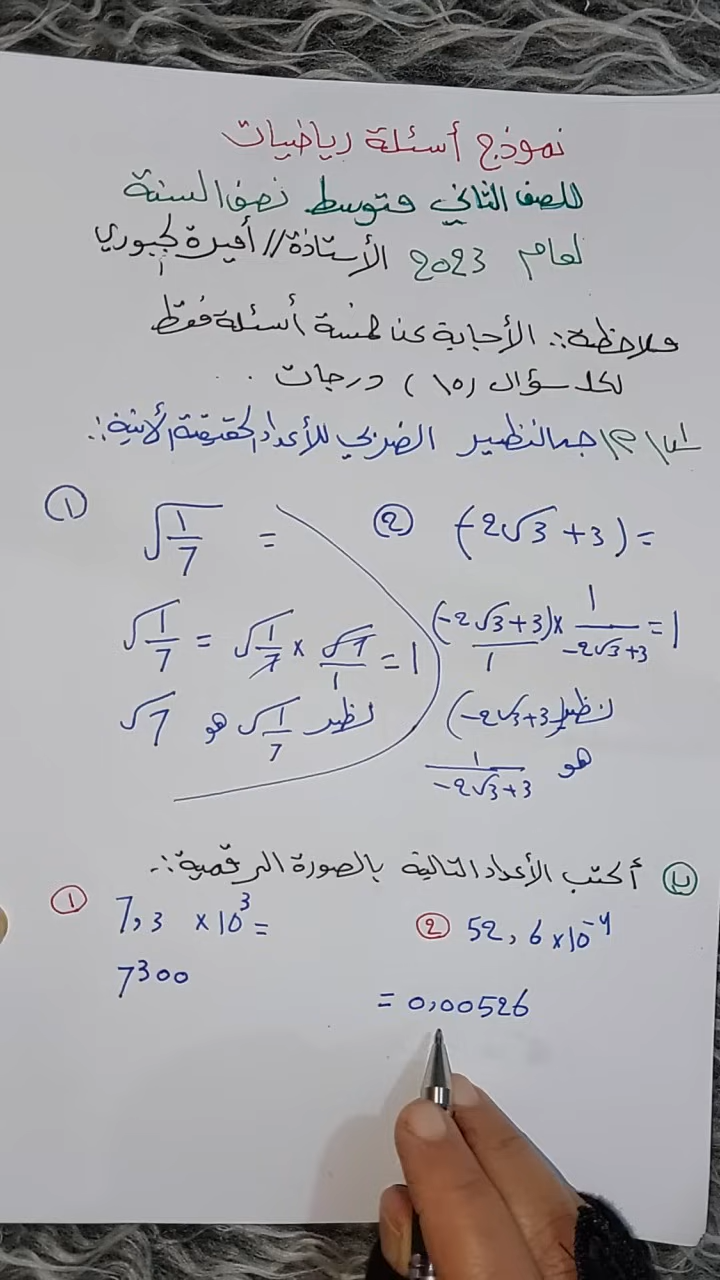 نموذج أسئلة رياضيات
للصف الثاني متوسط نصف السنة
لعام 2023 الأستاذة // أميرة الجبوري
ملاحظة:. الأجابة عن خمسة أسئلة فقط
لكل سؤال (١٥) درجات .
س١/ م/ جد النظير الضربي للأعداد الحقيقية الأتية:.
① √(1/7) =
√(1/7) = √(1/7) × √7/1 = 1
نظير √(1/7) هو √7
② (-2√3 + 3) =
(-2√3+3)/1 × 1/(-2√3+3) = 1
نظير (-2√3+3)
هو 1/(-2√3+3)
ب أكتب الأعداد التالية بالصورة الرقمية:.
① 7,3 × 10³ =
7300
② 52,6 × 10⁻⁴
= 0,00526